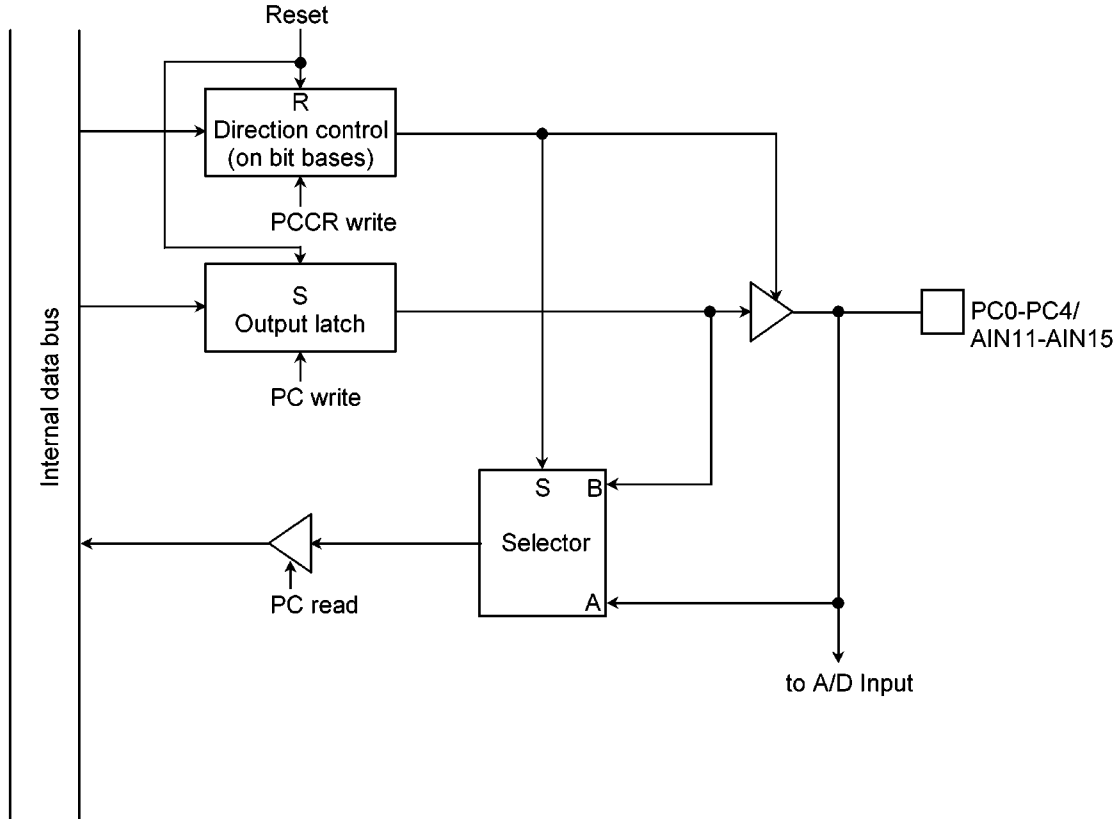 Reset
R
Direction control
(on bit bases)
PCCR write
S
Output latch
PC write
PC0-PC4/
AIN11-AIN15
Internal data bus
S B
Selector
A
PC read
to A/D Input